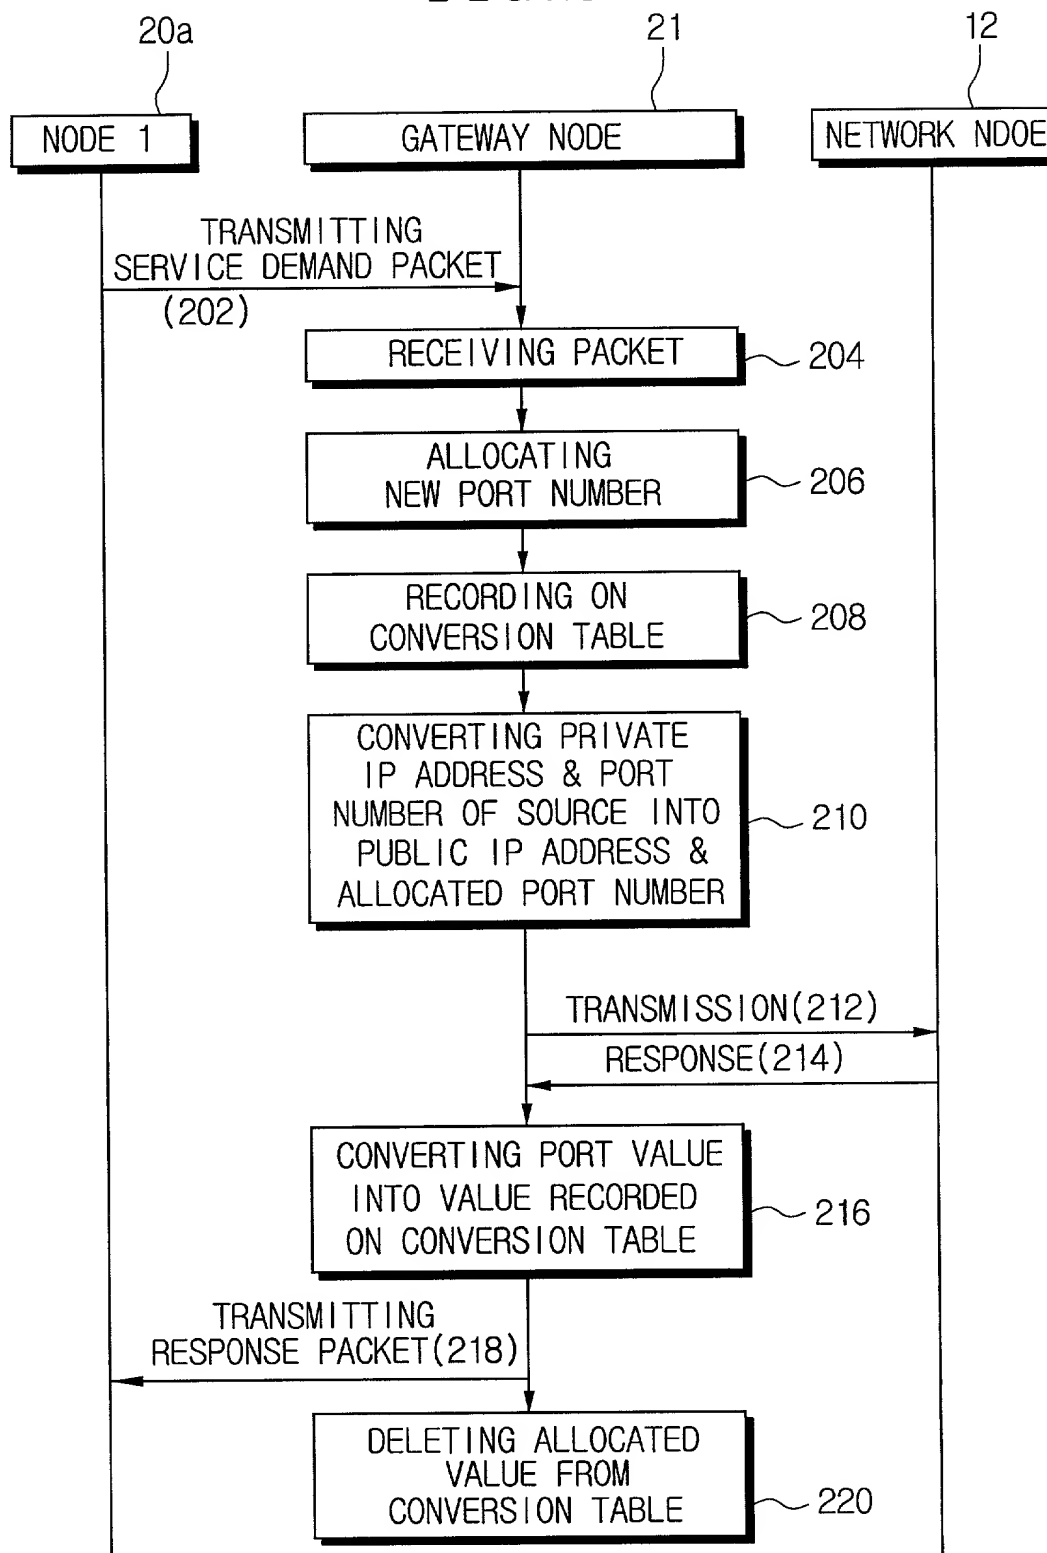 20a
21
12
NODE 1
GATEWAY NODE
NETWORK NDOE
TRANSMITTING
SERVICE DEMAND PACKET
(202)
RECEIVING PACKET
204
ALLOCATING
NEW PORT NUMBER
206
RECORDING ON
CONVERSION TABLE
208
CONVERTING PRIVATE
IP ADDRESS & PORT
NUMBER OF SOURCE INTO
PUBLIC IP ADDRESS &
ALLOCATED PORT NUMBER
210
TRANSMISSION(212)
RESPONSE(214)
CONVERTING PORT VALUE
INTO VALUE RECORDED
ON CONVERSION TABLE
216
TRANSMITTING
RESPONSE PACKET(218)
DELETING ALLOCATED
VALUE FROM
CONVERSION TABLE
220